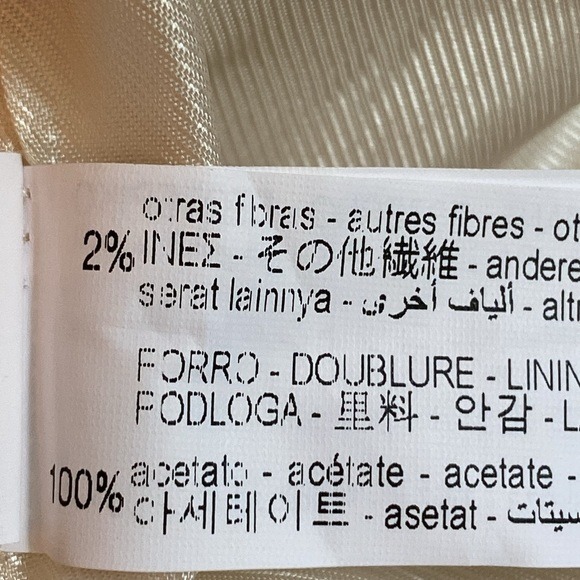 otras fibras - autres fibres - ot
2% ΙΝΕΣ - その他繊維 - andere
serat lainnya - ألياف أخرى - altr
FORRO - DOUBLURE - LININ
PODLOGA - 里料 - 안감 - L
acetato - acétate - acetate -
100% 아세테이트 - asetat -